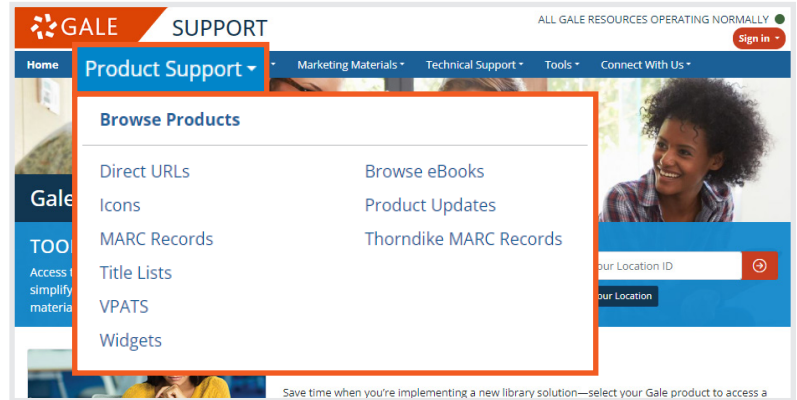 GALE SUPPORT
ALL GALE RESOURCES OPERATING NORMALLY
Sign in
Home Product Support Marketing Materials Technical Support Tools Connect With Us
Browse Products
Direct URLs Browse eBooks
Icons Product Updates
MARC Records Thorndike MARC Records
Title Lists
VPATS
Widgets
Gale
Access
simplify
our Location ID
our Location
Save time when you're implementing a new library solution—select your Gale product to access a